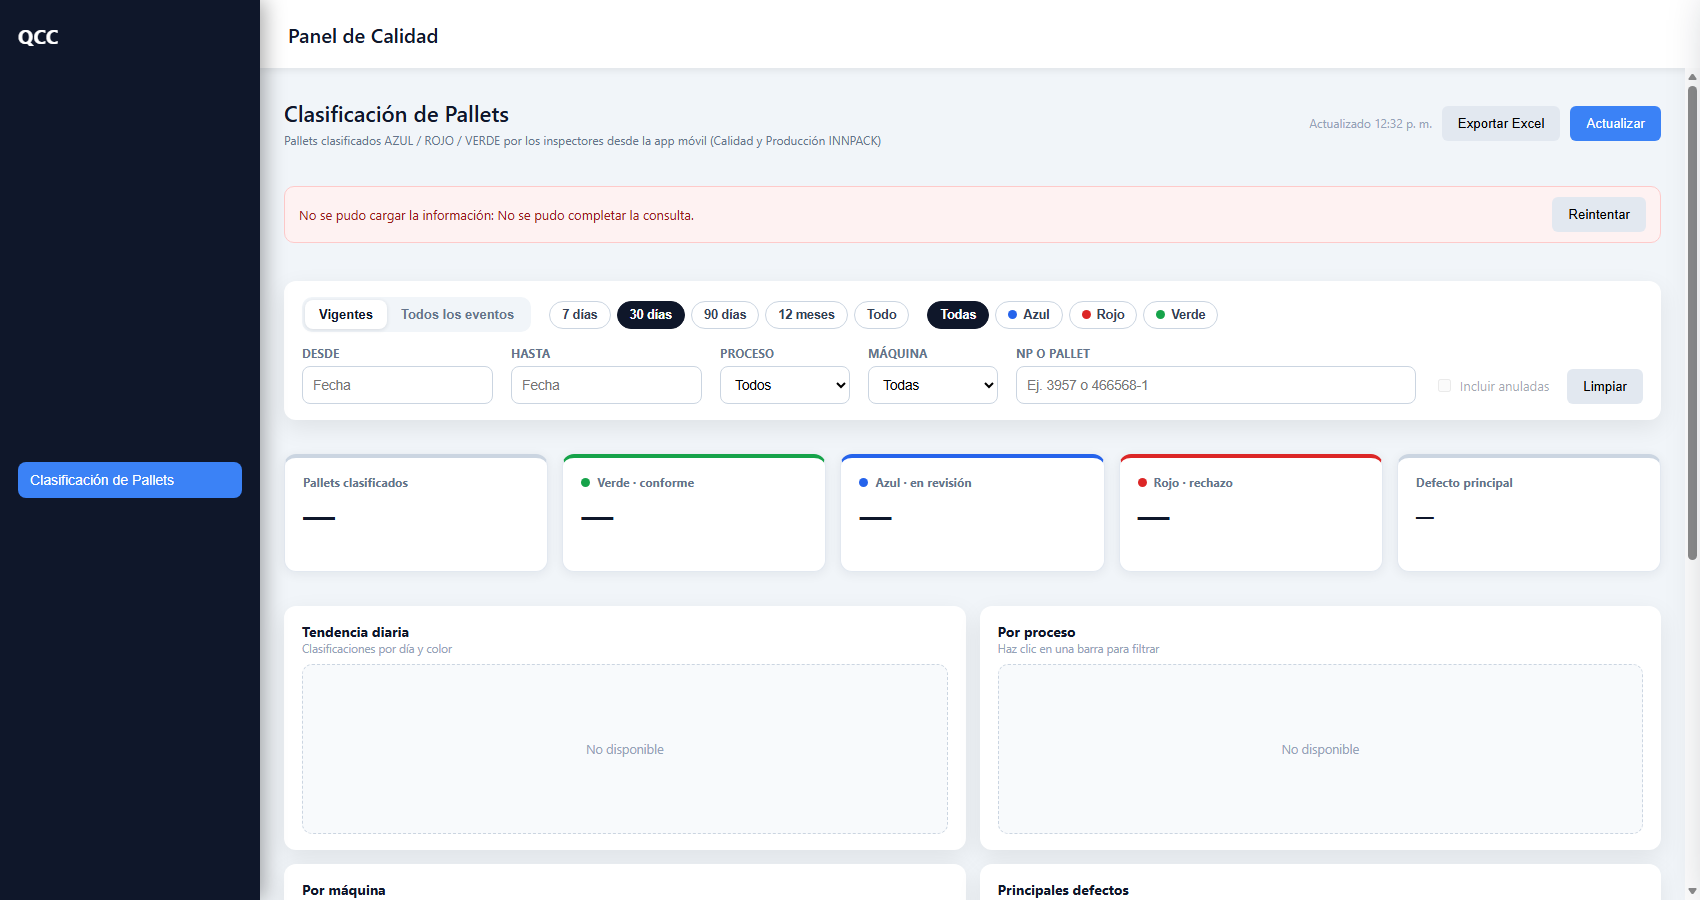 QCC
Panel de Calidad
Clasificación de Pallets
Pallets clasificados AZUL / ROJO / VERDE por los inspectores desde la app móvil (Calidad y Producción INNPACK)
Actualizado 12:32 p. m.
Exportar Excel
Actualizar
No se pudo cargar la información: No se pudo completar la consulta.
Reintentar
Vigentes
Todos los eventos
7 días
30 días
90 días
12 meses
Todo
Todas
Azul
Rojo
Verde
DESDE
HASTA
PROCESO
MÁQUINA
NP O PALLET
Fecha
Fecha
Todos
Todas
Ej. 3957 o 466568-1
Incluir anuladas
Limpiar
Clasificación de Pallets
Pallets clasificados
—
Verde · conforme
—
Azul · en revisión
—
Rojo · rechazo
—
Defecto principal
—
Tendencia diaria
Clasificaciones por día y color
No disponible
Por proceso
Haz clic en una barra para filtrar
No disponible
Por máquina
Principales defectos